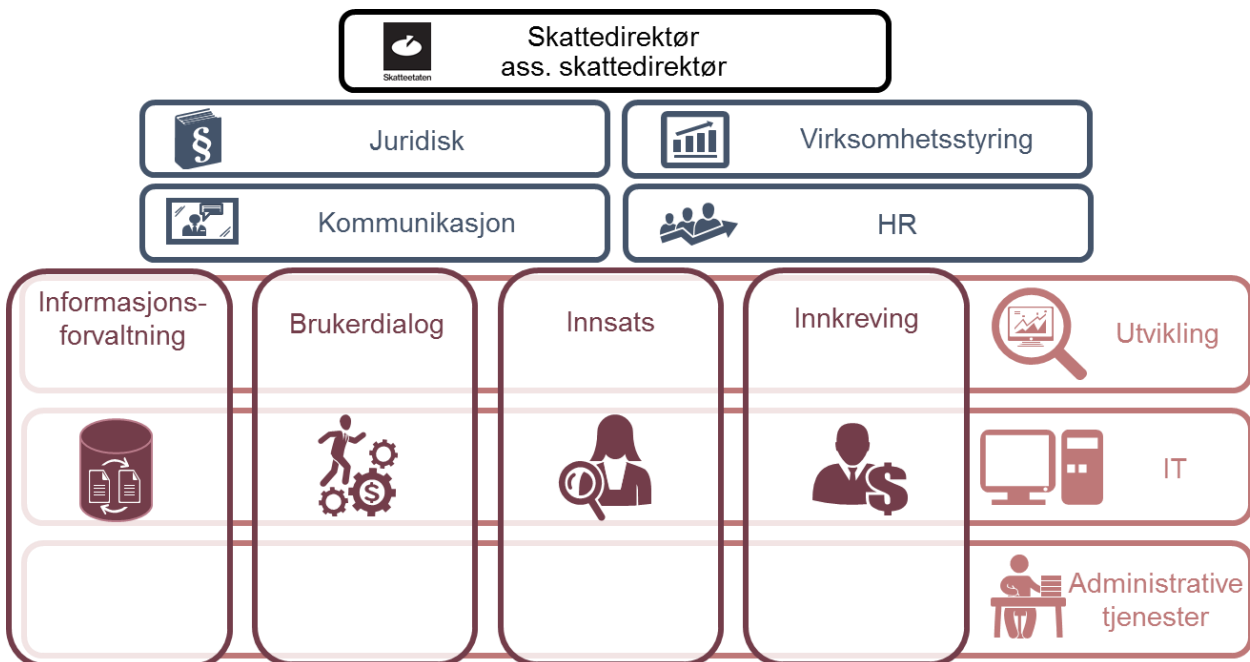 Skatteetaten
Skattedirektør
ass. skattedirektør
§
Juridisk
Virksomhetsstyring
Kommunikasjon
HR
Informasjons-
forvaltning
Brukerdialog
Innsats
Innkreving
Utvikling
$
$
IT
Administrative
tjenester